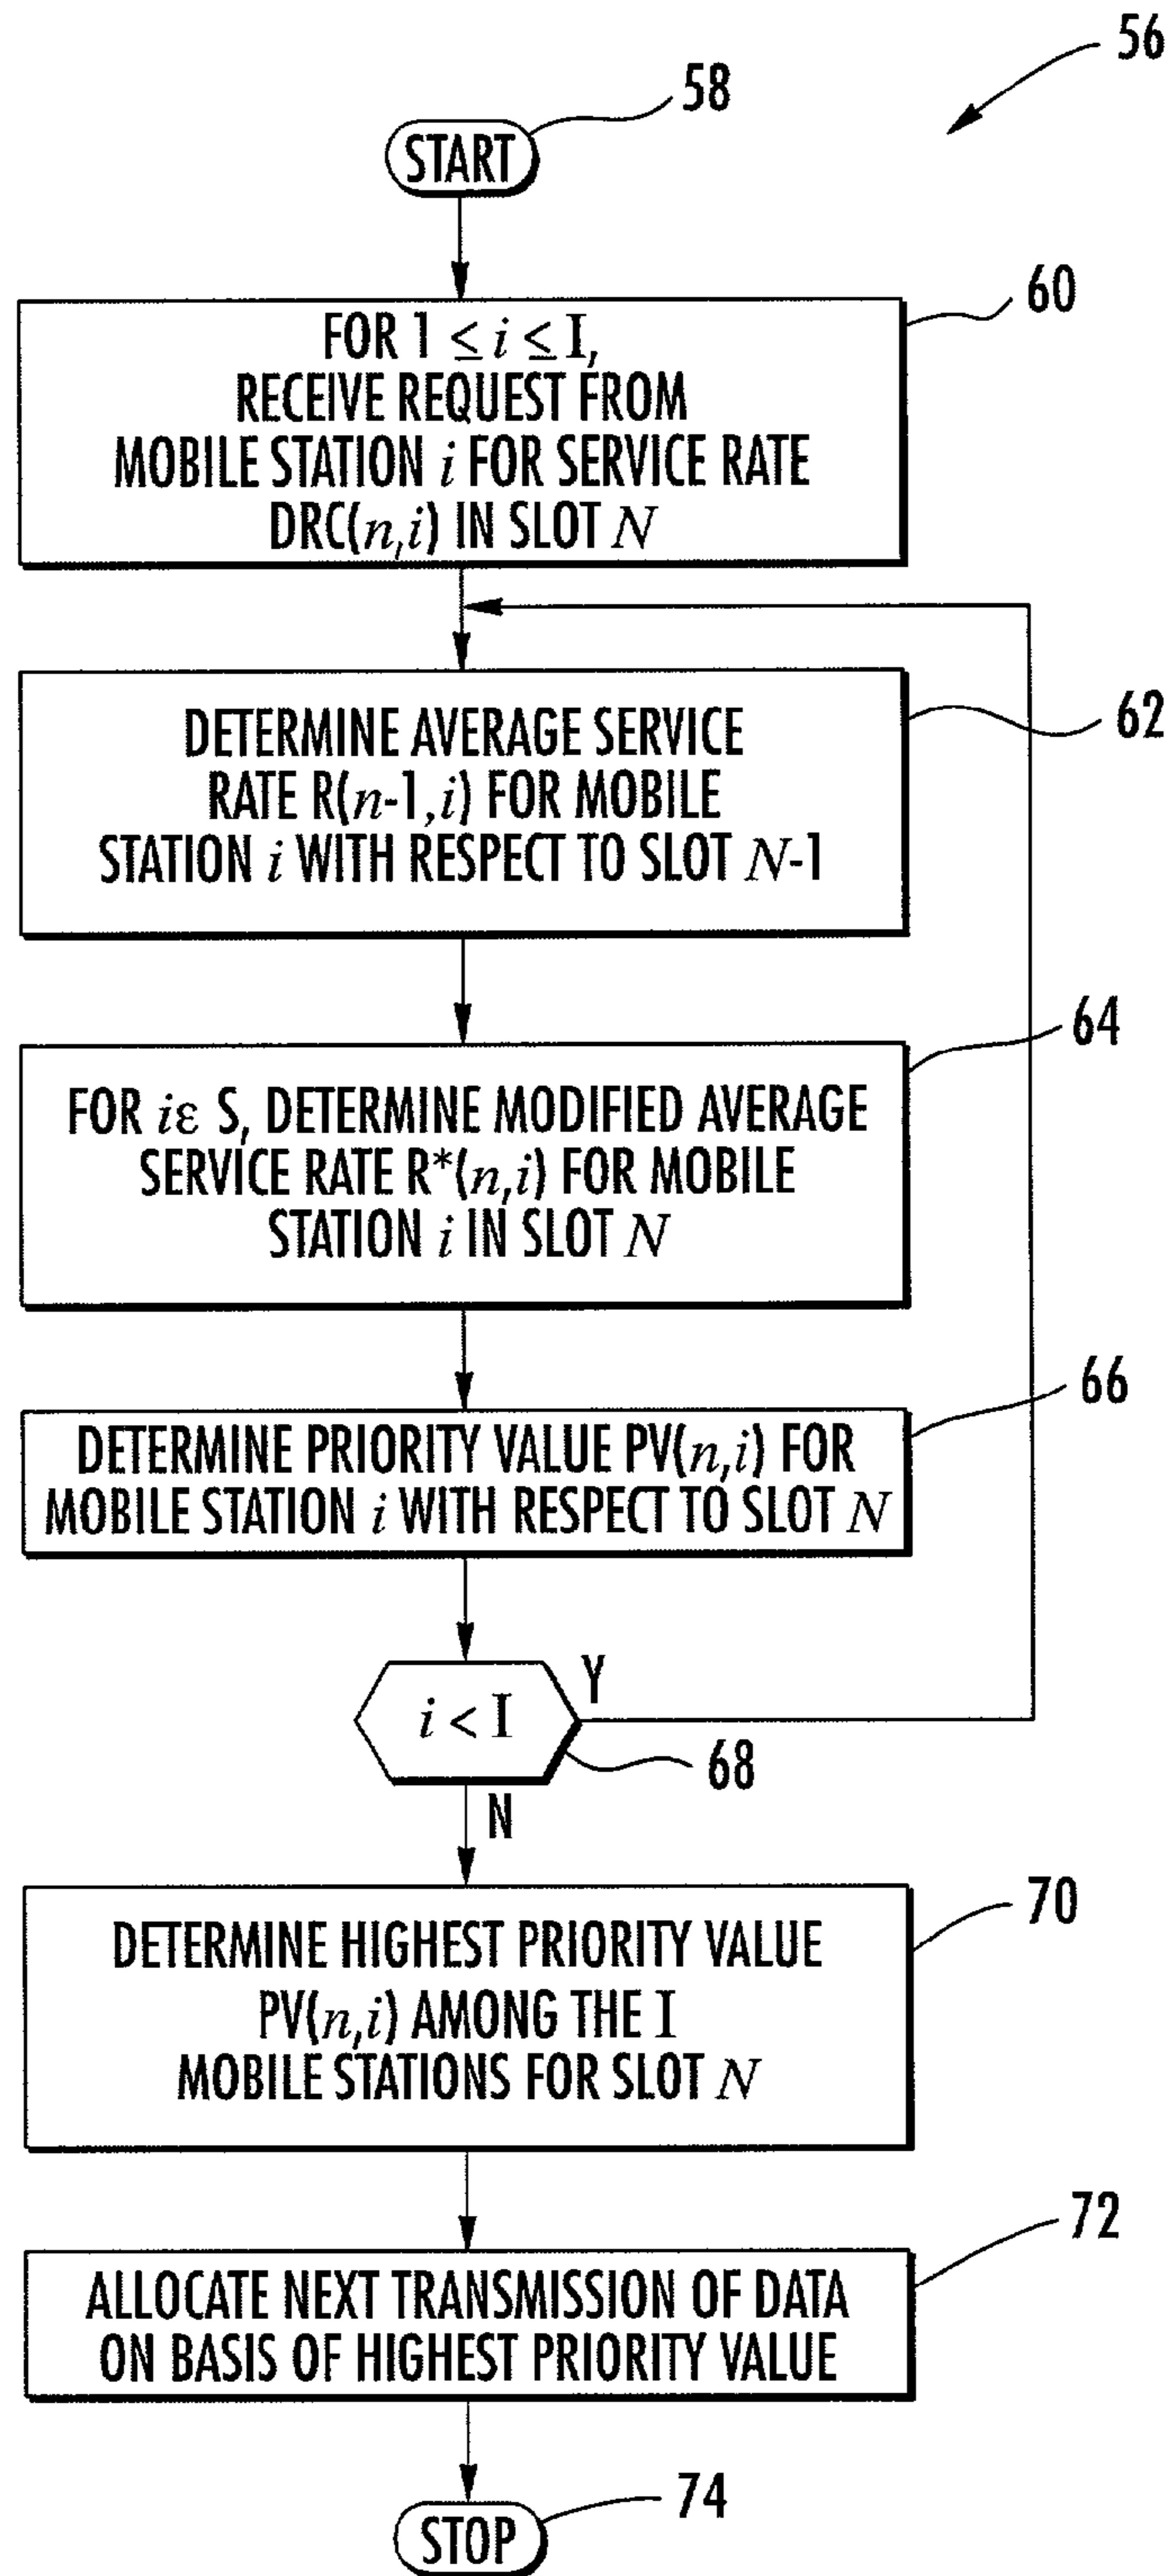 56
START
58
FOR 1 ≤ i ≤ I,
RECEIVE REQUEST FROM
MOBILE STATION i FOR SERVICE RATE
DRC(n,i) IN SLOT N
60
DETERMINE AVERAGE SERVICE
RATE R(n-1,i) FOR MOBILE
STATION i WITH RESPECT TO SLOT N-1
62
FOR iε S, DETERMINE MODIFIED AVERAGE
SERVICE RATE R*(n,i) FOR MOBILE
STATION i IN SLOT N
64
DETERMINE PRIORITY VALUE PV(n,i) FOR
MOBILE STATION i WITH RESPECT TO SLOT N
66
i < I
Y
68
N
DETERMINE HIGHEST PRIORITY VALUE
PV(n,i) AMONG THE I
MOBILE STATIONS FOR SLOT N
70
ALLOCATE NEXT TRANSMISSION OF DATA
ON BASIS OF HIGHEST PRIORITY VALUE
72
STOP
74